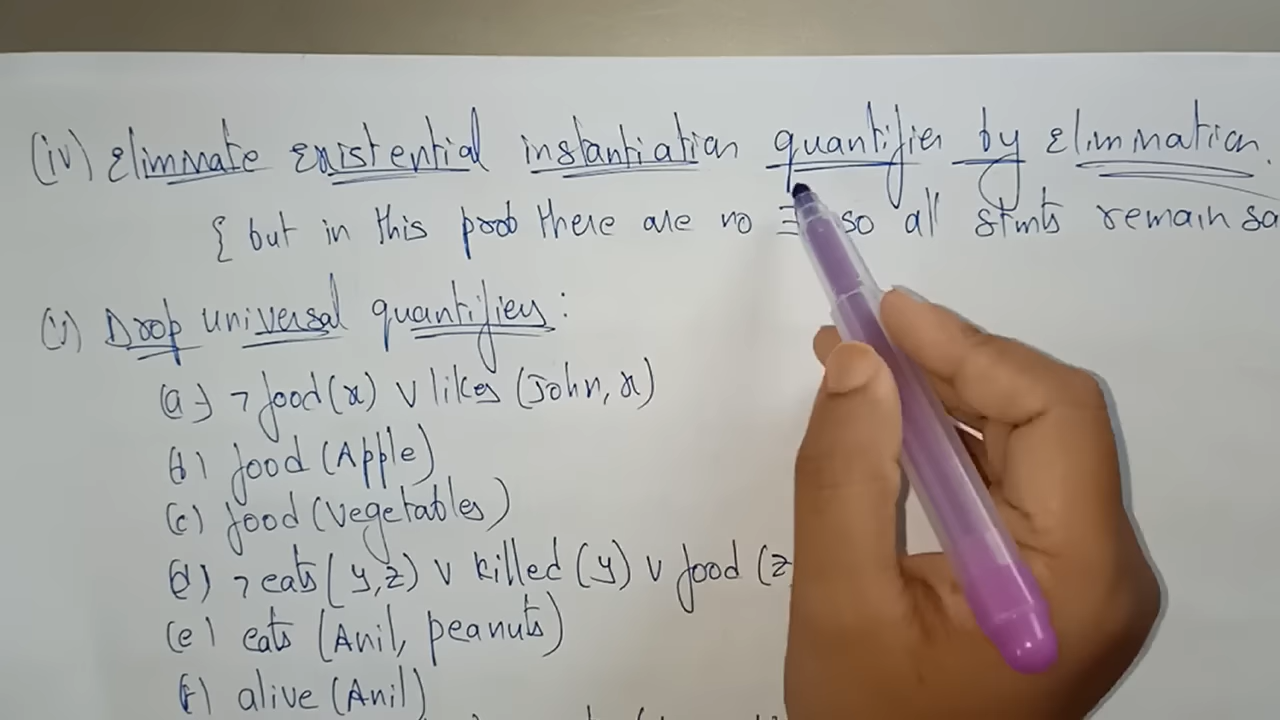 (iv) Eliminate existential instantiation quantifier by Elimination.
{ but in this prob there are no ∃ so all stmts remain sa
(v) Drop universal quantifiers :
(a) ¬ food(x) ∨ likes (John, x)
(b) food (Apple)
(c) food (vegetables)
(d) ¬ eats (y,z) ∨ killed (y) ∨ food (z
(e) eats (Anil, peanuts)
(f) alive (Anil)